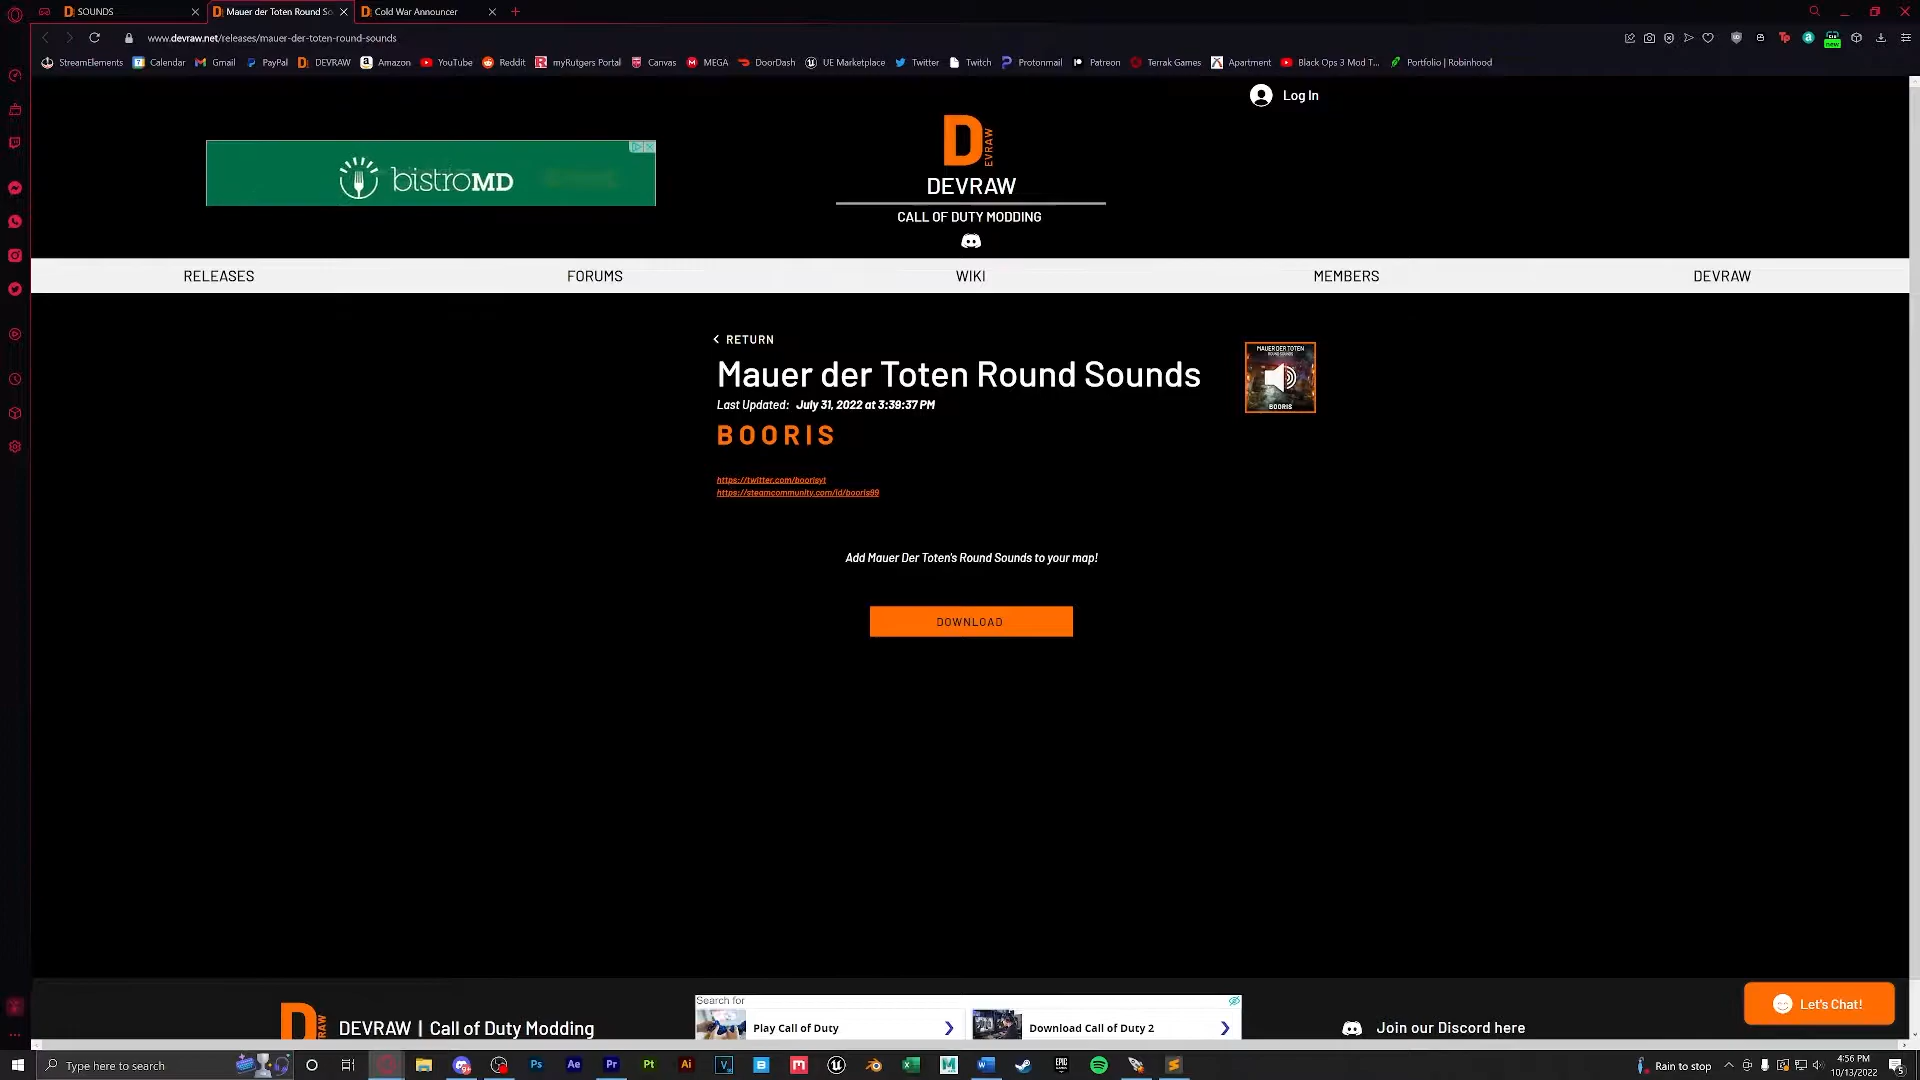 SOUNDS
Mauer der Toten Round So
Cold War Announcer
www.devraw.net/releases/mauer-der-toten-round-sounds
StreamElements
Calendar
Gmail
PayPal
DEVRAW
Amazon
YouTube
Reddit
myRutgers Portal
Canvas
MEGA
DoorDash
UE Marketplace
Twitter
Twitch
Protonmail
Patreon
Terrak Games
Apartment
Black Ops 3 Mod T...
Portfolio | Robinhood
Log In
bistroMD
DEVRAW
DEVRAW
CALL OF DUTY MODDING
RELEASES
FORUMS
WIKI
MEMBERS
DEVRAW
RETURN
Mauer der Toten Round Sounds
Last Updated: July 31, 2022 at 3:39:37 PM
BOORIS
MAUER DER TOTEN
ROUND SOUNDS
BOORIS
https://twitter.com/boorisyt
https://steamcommunity.com/id/booris99
Add Mauer Der Toten's Round Sounds to your map!
DOWNLOAD
Let's Chat!
DEVRAW | Call of Duty Modding
Search for
Play Call of Duty
Download Call of Duty 2
Join our Discord here
Type here to search
Ps
Ae
Pr
Pt
Ai
Rain to stop
4:56 PM
10/13/2022